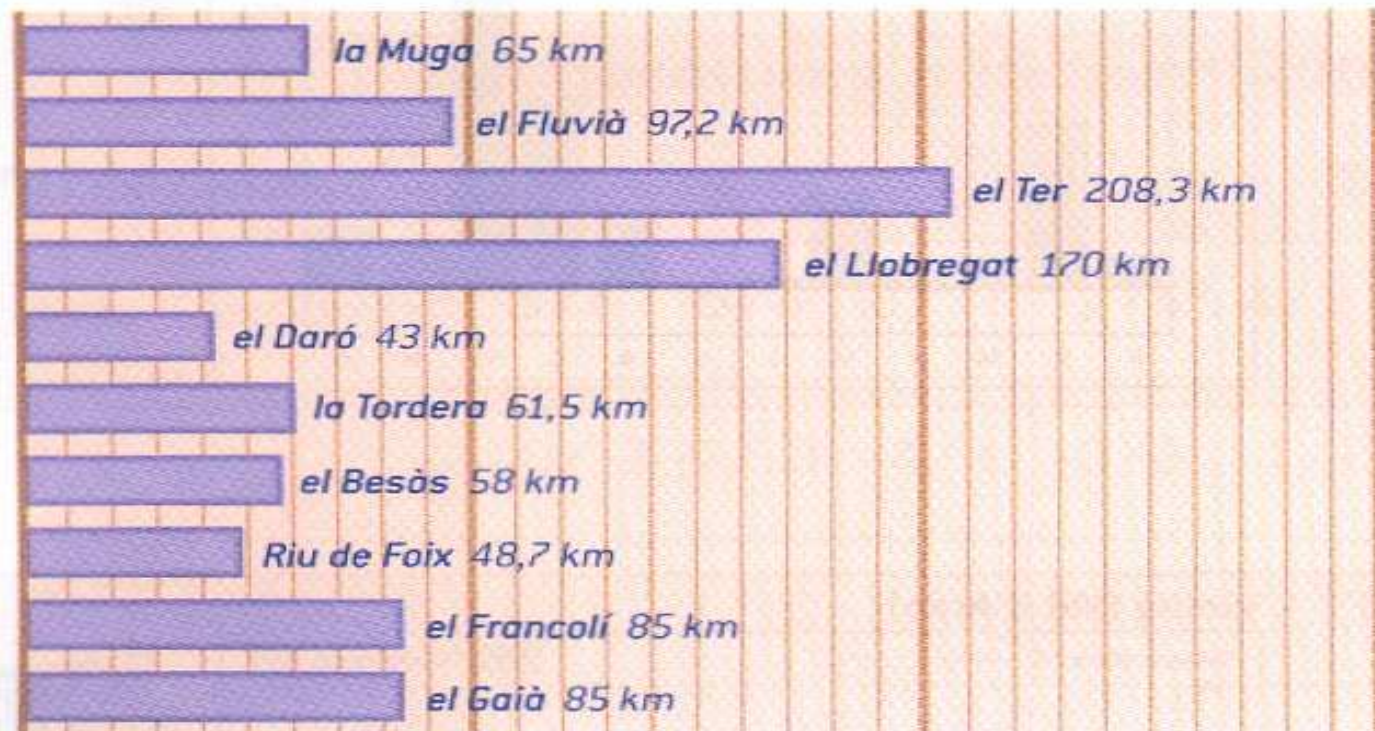 la Muga 65 km
el Fluvià 97,2 km
el Ter 208,3 km
el Llobregat 170 km
el Daró 43 km
la Tordera 61,5 km
el Besòs 58 km
Riu de Foix 48,7 km
el Francolí 85 km
el Gaià 85 km